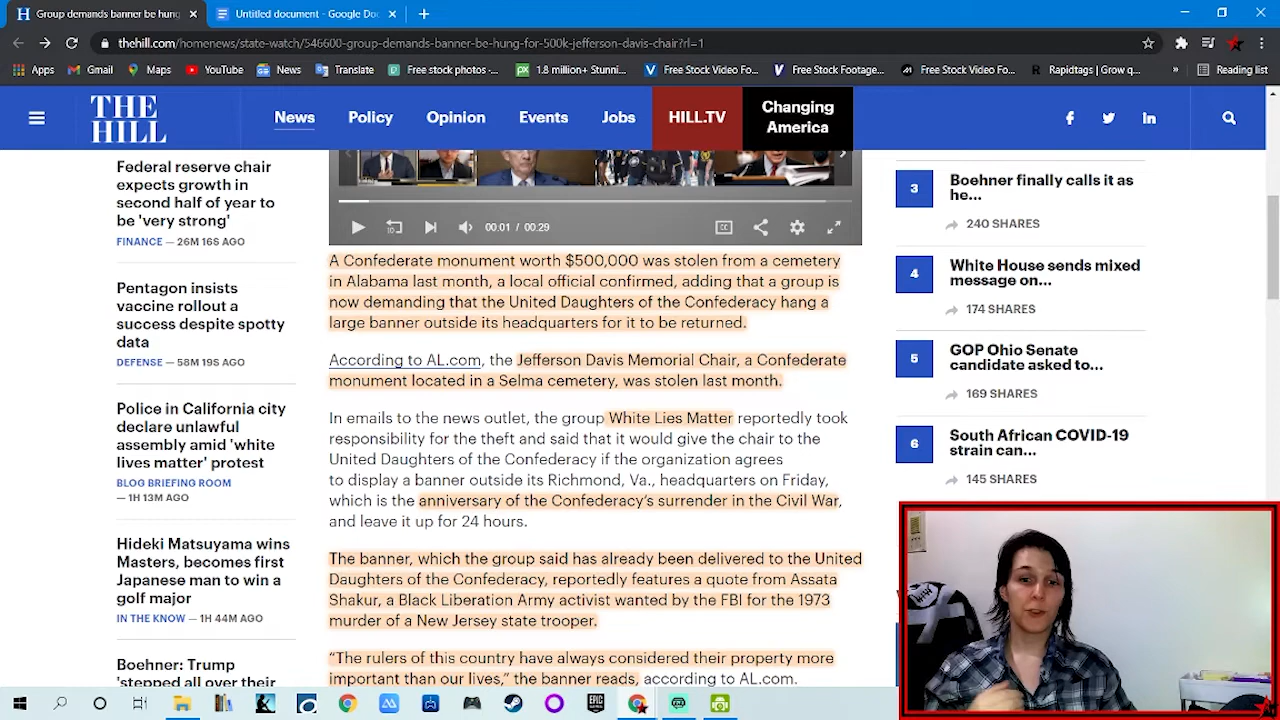 Group demands banner be hung
Untitled document - Google Doc
thehill.com/homenews/state-watch/546600-group-demands-banner-be-hung-for-500k-jefferson-davis-chair?rl=1
Apps
Gmail
Maps
YouTube
News
Translate
Free stock photos ·...
1.8 million+ Stunni...
Free Stock Video Fo...
Free Stock Footage...
Free Stock Video Fo...
Rapidtags | Grow q...
»
Reading list
THE
HILL
News
Policy
Opinion
Events
Jobs
HILL.TV
Changing
America
Federal reserve chair
expects growth in
second half of year to
be 'very strong'
FINANCE — 26M 16S AGO
Pentagon insists
vaccine rollout a
success despite spotty
data
DEFENSE — 58M 19S AGO
Police in California city
declare unlawful
assembly amid 'white
lives matter' protest
BLOG BRIEFING ROOM
— 1H 13M AGO
Hideki Matsuyama wins
Masters, becomes first
Japanese man to win a
golf major
IN THE KNOW — 1H 44M AGO
Boehner: Trump
'stepped all over their
10
00:01 / 00:29
CC
A Confederate monument worth $500,000 was stolen from a cemetery
in Alabama last month, a local official confirmed, adding that a group is
now demanding that the United Daughters of the Confederacy hang a
large banner outside its headquarters for it to be returned.
According to AL.com, the Jefferson Davis Memorial Chair, a Confederate
monument located in a Selma cemetery, was stolen last month.
In emails to the news outlet, the group White Lies Matter reportedly took
responsibility for the theft and said that it would give the chair to the
United Daughters of the Confederacy if the organization agrees
to display a banner outside its Richmond, Va., headquarters on Friday,
which is the anniversary of the Confederacy's surrender in the Civil War,
and leave it up for 24 hours.
The banner, which the group said has already been delivered to the United
Daughters of the Confederacy, reportedly features a quote from Assata
Shakur, a Black Liberation Army activist wanted by the FBI for the 1973
murder of a New Jersey state trooper.
“The rulers of this country have always considered their property more
important than our lives,” the banner reads, according to AL.com.
3
Boehner finally calls it as
he...
240 SHARES
4
White House sends mixed
message on...
174 SHARES
5
GOP Ohio Senate
candidate asked to...
169 SHARES
6
South African COVID-19
strain can...
145 SHARES
EPIC